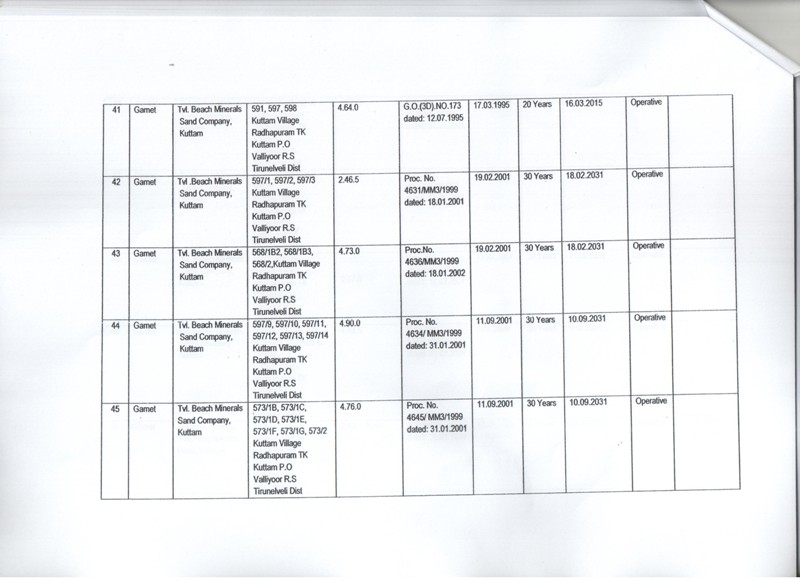 41 Garnet Tvl. Beach Minerals Sand Company, Kuttam 591, 597, 598 Kuttam Village Radhapuram TK Kuttam P.O Valliyoor R.S Tirunelveli Dist 4.64.0 G.O.(3D).NO.173 dated: 12.07.1995 17.03.1995 20 Years 16.03.2015 Operative
42 Garnet Tvl .Beach Minerals Sand Company, Kuttam 597/1, 597/2, 597/3 Kuttam Village Radhapuram TK Kuttam P.O Valliyoor R.S Tirunelveli Dist 2.46.5 Proc. No. 4631/MM3/1999 dated: 18.01.2001 19.02.2001 30 Years 18.02.2031 Operative
43 Garnet Tvl. Beach Minerals Sand Company, Kuttam 568/1B2, 568/1B3, 568/2,Kuttam Village Radhapuram TK Kuttam P.O Valliyoor R.S Tirunelveli Dist 4.73.0 Proc.No. 4636/MM3/1999 dated: 18.01.2002 19.02.2001 30 Years 18.02.2031 Operative
44 Garnet Tvl. Beach Minerals Sand Company, Kuttam 597/9, 597/10, 597/11, 597/12, 597/13, 597/14 Kuttam Village Radhapuram TK Kuttam P.O Valliyoor R.S Tirunelveli Dist 4.90.0 Proc. No. 4634/ MM3/1999 dated: 31.01.2001 11.09.2001 30 Years 10.09.2031 Operative
45 Garnet Tvl. Beach Minerals Sand Company, Kuttam 573/1B, 573/1C, 573/1D, 573/1E, 573/1F, 573/1G, 573/2 Kuttam Village Radhapuram TK Kuttam P.O Valliyoor R.S Tirunelveli Dist 4.76.0 Proc. No. 4645/ MM3/1999 dated: 31.01.2001 11.09.2001 30 Years 10.09.2031 Operative